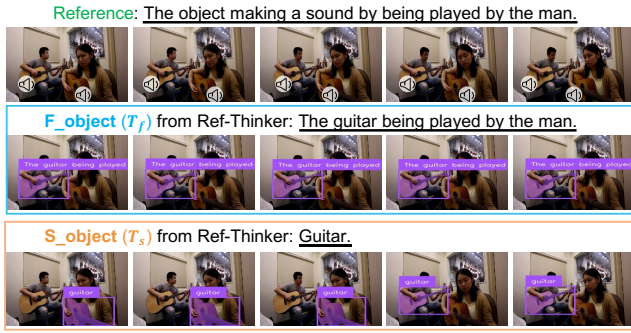 Reference: The object making a sound by being played by the man.
F_object (T_f) from Ref-Thinker: The guitar being played by the man.
The guitar being played The guitar being played The guitar being played The guitar being played The guitar being played
S_object (T_s) from Ref-Thinker: Guitar.
guitar guitar guitar guitar guitar